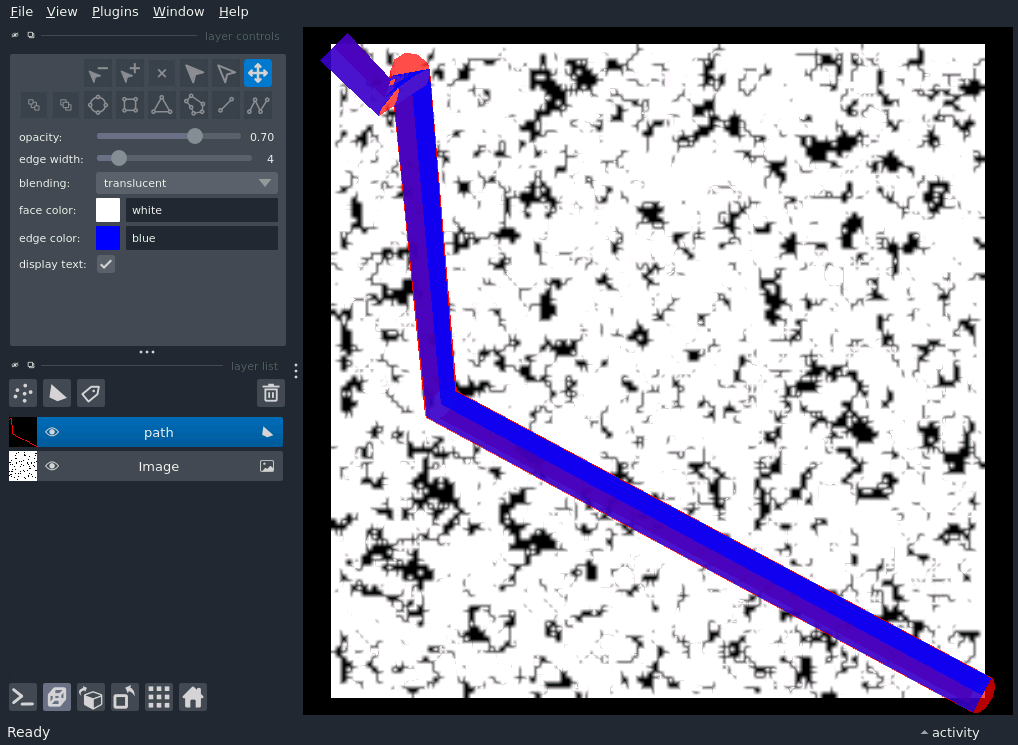 File View Plugins Window Help
layer controls
opacity: 0.70
edge width: 4
blending: translucent
face color: white
edge color: blue
display text:
layer list
path
Image
Ready activity